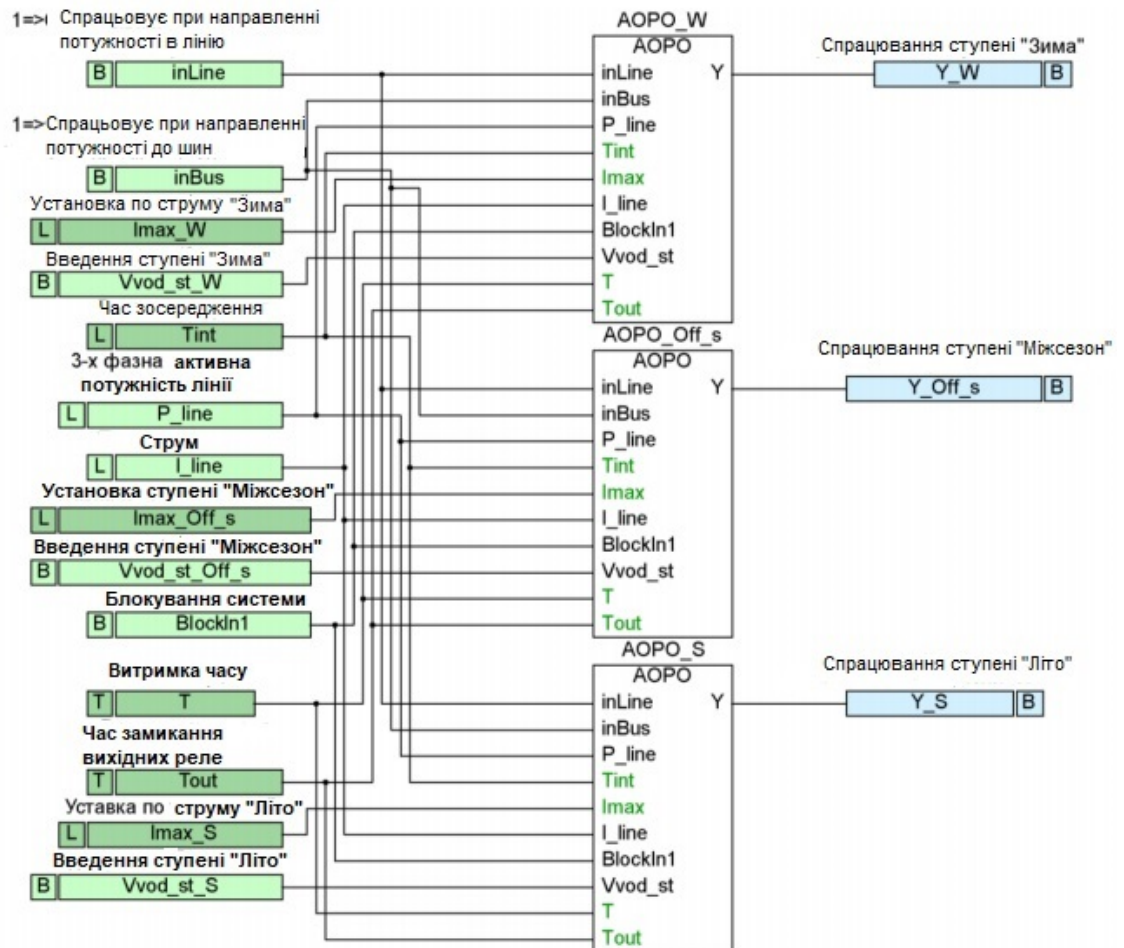 1=> Спрацьовує при направленні
потужності в лінію
B inLine
1=>Спрацьовує при направленні
потужності до шин
B inBus
Установка по струму "Зима"
L Imax_W
Введення ступені "Зима"
B Vvod_st_W
Час зосередження
L Tint
3-х фазна активна
потужність лінії
L P_line
Струм
L I_line
Установка ступені "Міжсезон"
L Imax_Off_s
Введення ступені "Міжсезон"
B Vvod_st_Off_s
Блокування системи
B BlockIn1
Витримка часу
T T
Час замикання
вихідних реле
T Tout
Уставка по струму "Літо"
L Imax_S
Введення ступені "Літо"
B Vvod_st_S
AOPO_W
AOPO
inLine Y
inBus
P_line
Tint
Imax
I_line
BlockIn1
Vvod_st
T
Tout
AOPO_Off_s
AOPO
inLine Y
inBus
P_line
Tint
Imax
I_line
BlockIn1
Vvod_st
T
Tout
AOPO_S
AOPO
inLine Y
inBus
P_line
Tint
Imax
I_line
BlockIn1
Vvod_st
T
Tout
Спрацювання ступені "Зима"
Y_W B
Спрацювання ступені "Міжсезон"
Y_Off_s B
Спрацювання ступені "Літо"
Y_S B